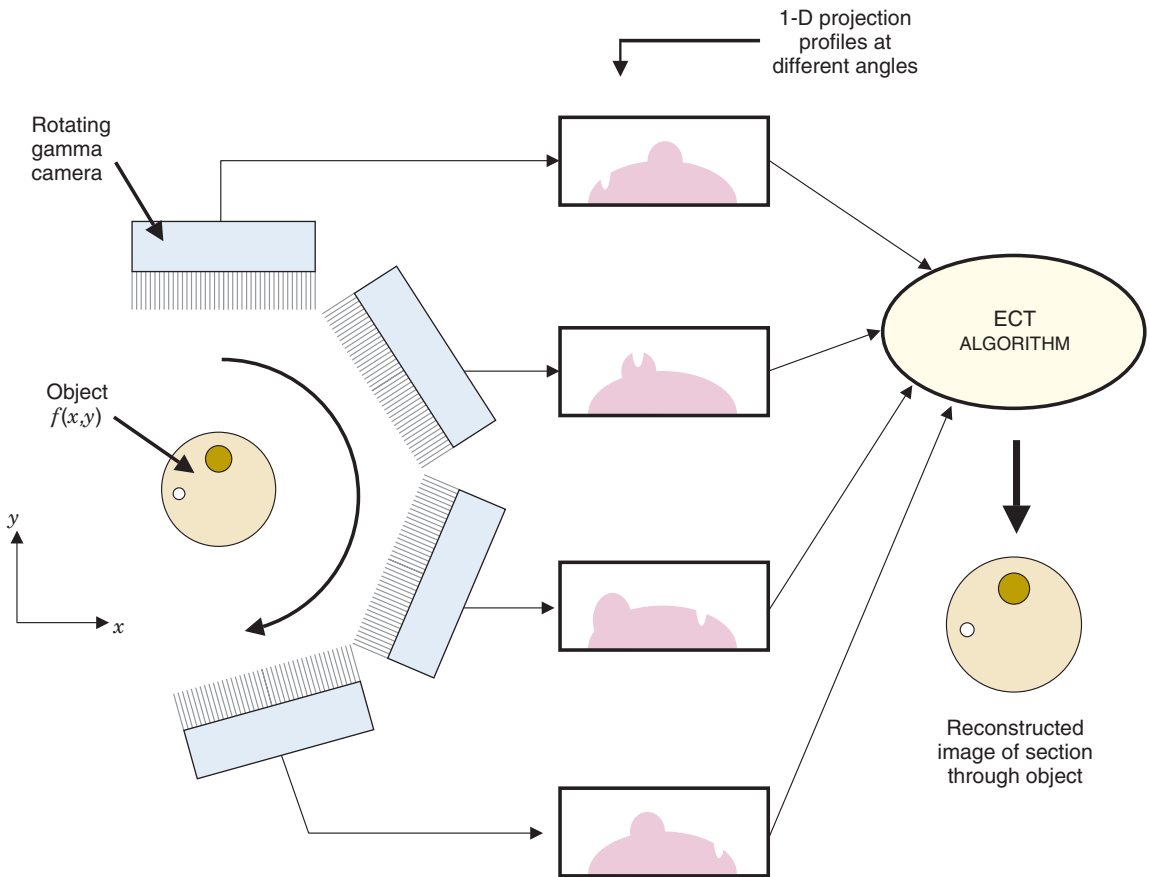 1-D projection
profiles at
different angles
Rotating
gamma
camera
ECT
ALGORITHM
Object
f(x,y)
y
x
Reconstructed
image of section
through object